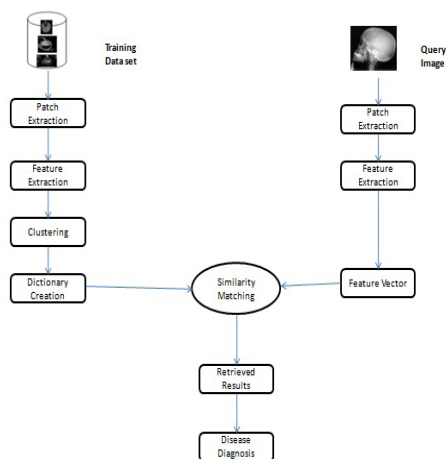 Training
Data set
Query
Image
Patch
Extraction
Patch
Extraction
Feature
Extraction
Feature
Extraction
Clustering
Dictionary
Creation
Similarity
Matching
Feature Vector
Retrieved
Results
Disease
Diagnosis